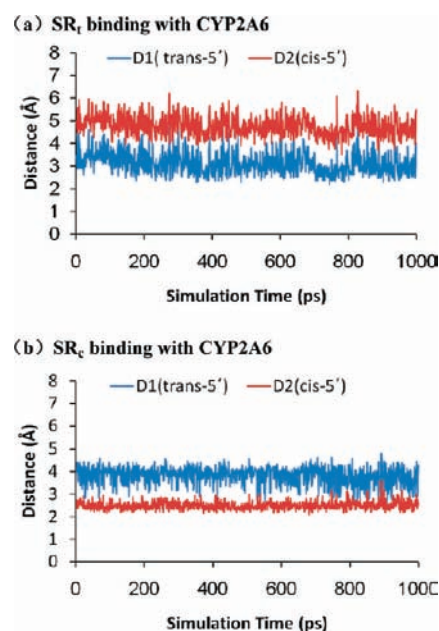 (a) SRt binding with CYP2A6
D1( trans-5´) D2(cis-5´)
8
7
6
5
4
3
2
1
0
Distance (Å)
0 200 400 600 800 1000
Simulation Time (ps)
(b) SRc binding with CYP2A6
D1(trans-5´) D2(cis-5´)
8
7
6
5
4
3
2
1
0
Distance (Å)
0 200 400 600 800 1000
Simulation Time (ps)